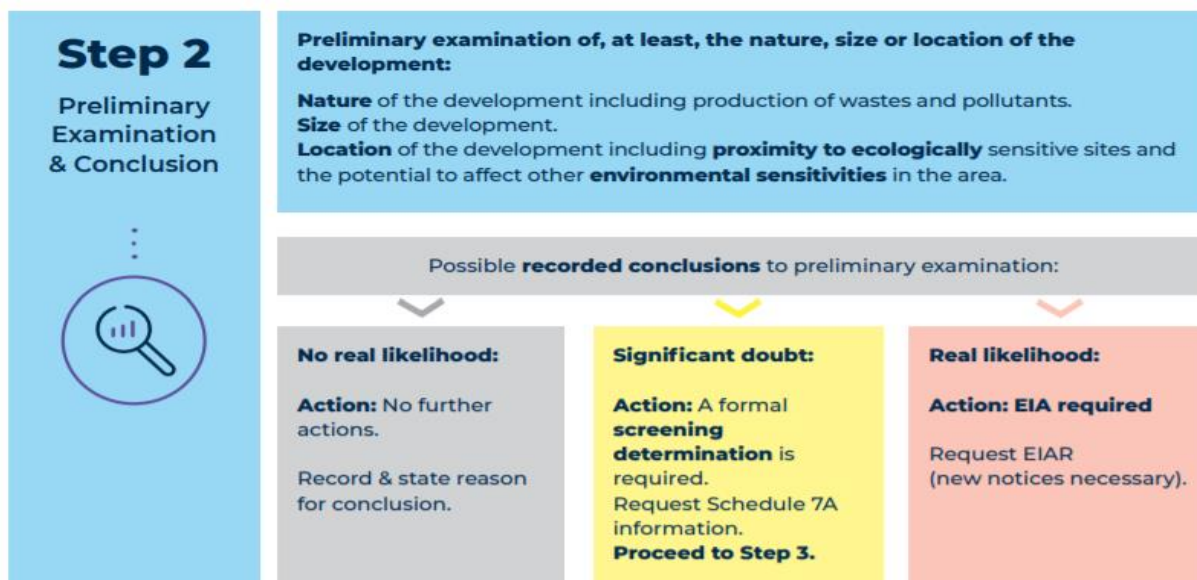 Step 2
Preliminary
Examination
& Conclusion
Preliminary examination of, at least, the nature, size or location of the
development:
Nature of the development including production of wastes and pollutants.
Size of the development.
Location of the development including proximity to ecologically sensitive sites and
the potential to affect other environmental sensitivities in the area.
Possible recorded conclusions to preliminary examination:
No real likelihood:
Action: No further
actions.
Record & state reason
for conclusion.
Significant doubt:
Action: A formal
screening
determination is
required.
Request Schedule 7A
information.
Proceed to Step 3.
Real likelihood:
Action: EIA required
Request EIAR
(new notices necessary).